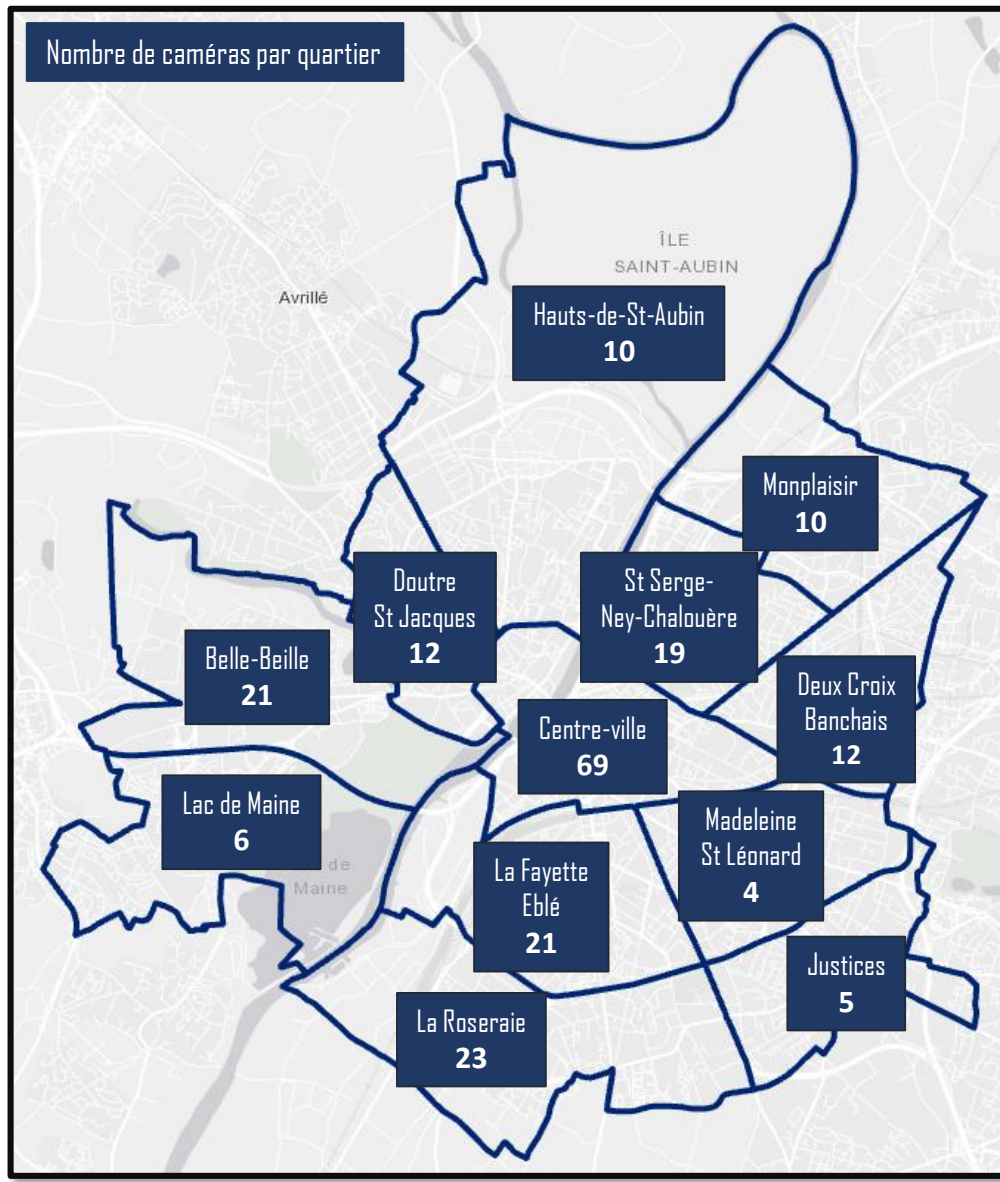 Nombre de caméras par quartier
ÎLE
SAINT-AUBIN
Avrillé
Hauts-de-St-Aubin
10
Monplaisir
10
Doutre
St Jacques
12
St Serge-
Ney-Chalouère
19
Belle-Beille
21
Deux Croix
Banchais
12
Centre-ville
69
Lac de Maine
6
Madeleine
St Léonard
4
de
Maine
La Fayette
Eblé
21
Justices
5
La Roseraie
23